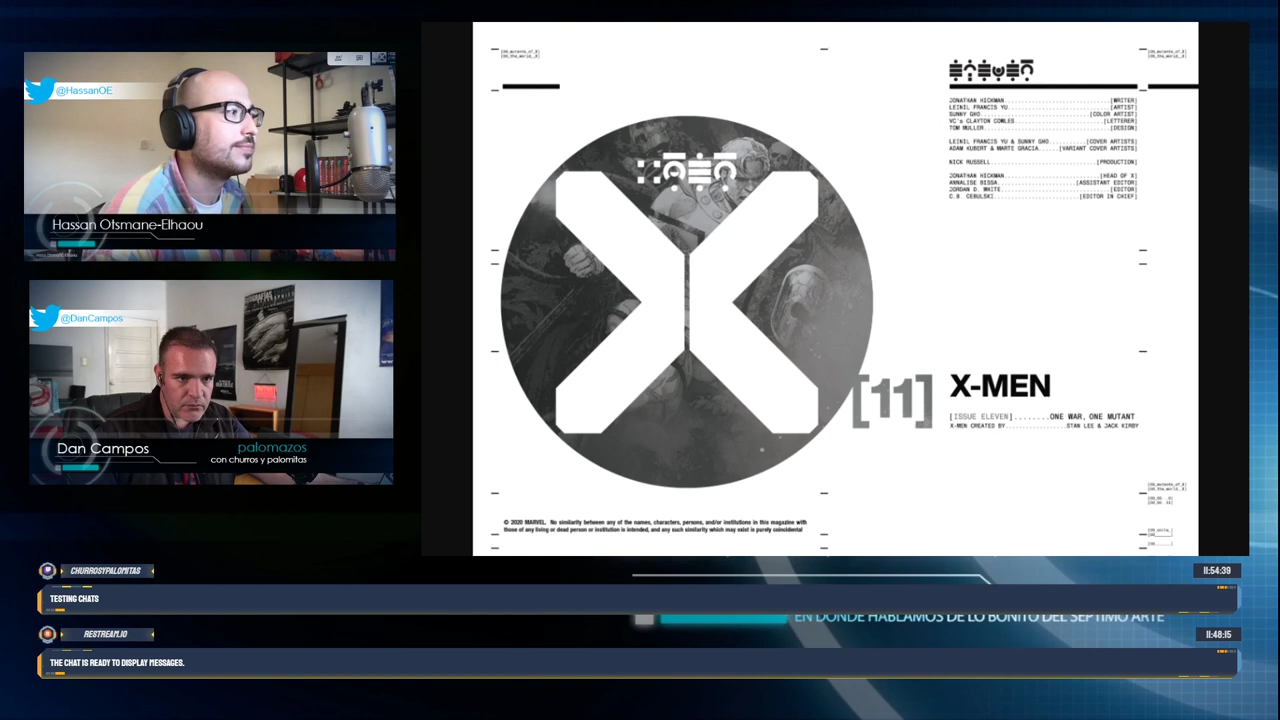 @HassanOE
Hassan Otsmane-Elhaou
@DanCampos
Dan Campos
palomazos
con churros y palomitas
JONATHAN HICKMAN [WRITER]
LEINIL FRANCIS YU [ARTIST]
SUNNY GHO [COLOR ARTIST]
VC's CLAYTON COWLES [LETTERER]
TOM MULLER [DESIGN]
LEINIL FRANCIS YU & SUNNY GHO [COVER ARTISTS]
ADAM KUBERT & MARTE GRACIA [VARIANT COVER ARTISTS]
NICK RUSSELL [PRODUCTION]
JONATHAN HICKMAN [HEAD OF X]
ANNALISE BISSA [ASSISTANT EDITOR]
JORDAN D. WHITE [EDITOR]
C.B. CEBULSKI [EDITOR IN CHIEF]
X
[11] X-MEN
[ISSUE ELEVEN]........ONE WAR, ONE MUTANT
X-MEN CREATED BY STAN LEE & JACK KIRBY
© 2020 MARVEL. No similarity between any of the names, characters, persons, and/or institutions in this magazine with
those of any living or dead person or institution is intended, and any such similarity which may exist is purely coincidental
CHURROSYPALOMITAS
11:54:39
TESTING CHATS
EN DONDE HABLAMOS DE LO BONITO DEL SÉPTIMO ARTE
RESTREAM.IO
11:48:15
THE CHAT IS READY TO DISPLAY MESSAGES.